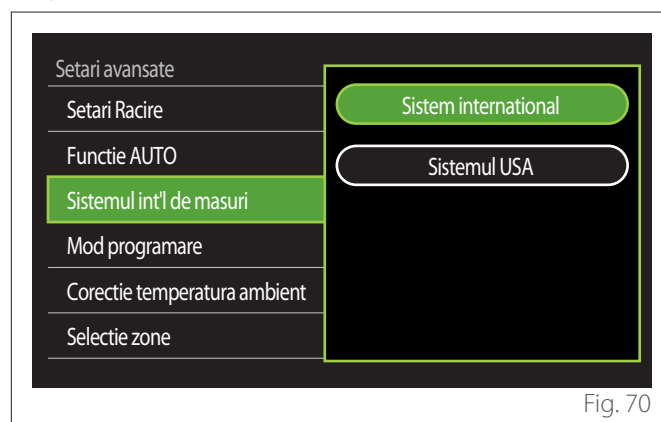 Setari avansate
Setari Racire
Functie AUTO
Sistemul int'l de masuri
Mod programare
Corectie temperatura ambient
Selectie zone
Sistem international
Sistemul USA
Fig. 70